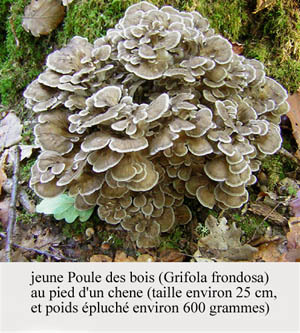 jeune Poule des bois (Grifola frondosa)
au pied d'un chene (taille environ 25 cm,
et poids épluché environ 600 grammes)